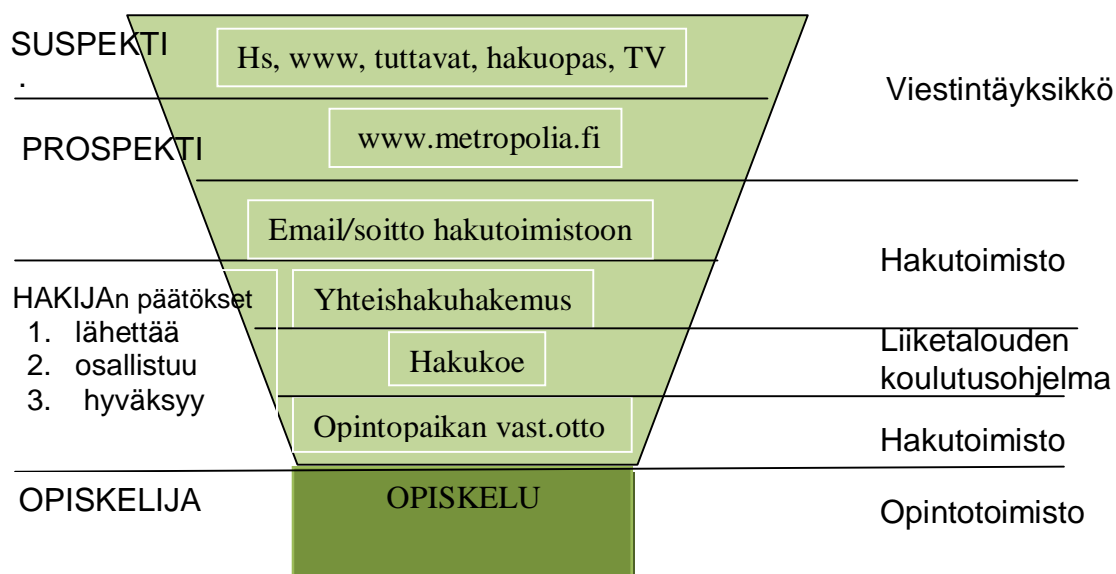 SUSPEKTI
.
Hs, www, tuttavat, hakuopas, TV
Viestintäyksikkö
PROSPEKTI
www.metropolia.fi
Email/soitto hakutoimistoon
Hakutoimisto
HAKIJAn päätökset
1. lähettää
2. osallistuu
3. hyväksyy
Yhteishakuhakemus
Hakukoe
Liiketalouden
koulutusohjelma
Opintopaikan vast.otto
Hakutoimisto
OPISKELIJA
OPISKELU
Opintotoimisto